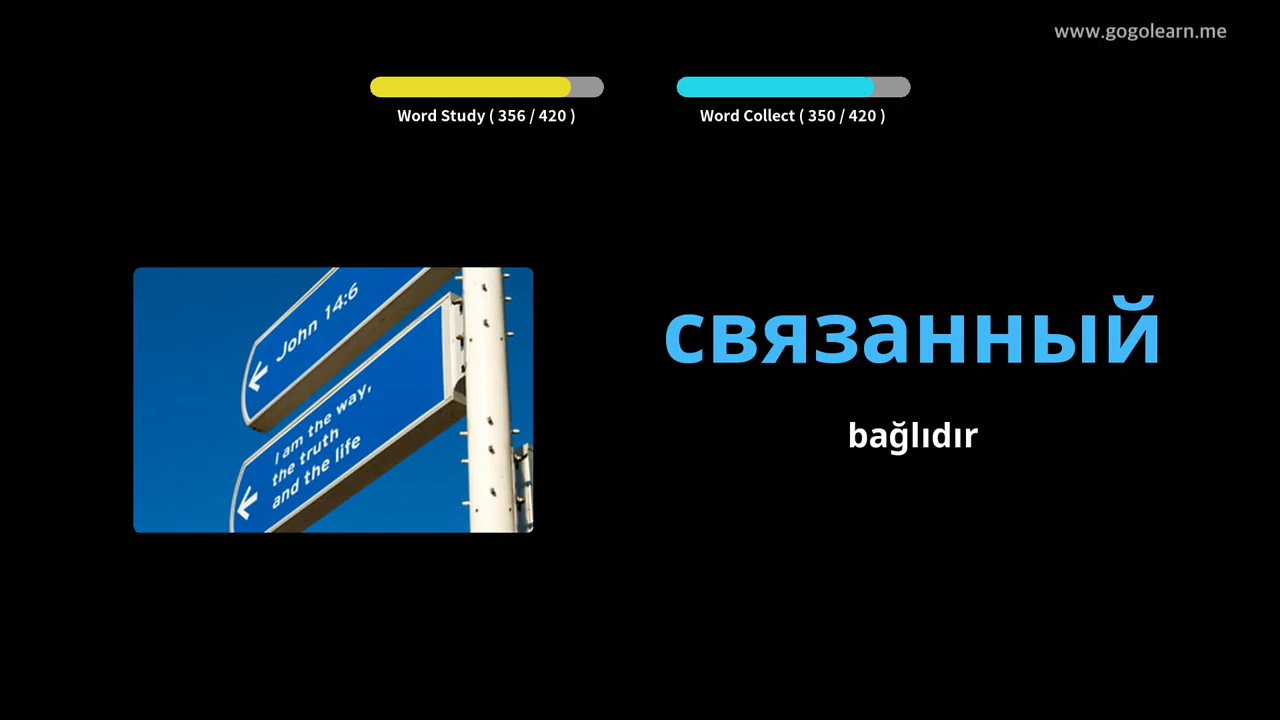 www.gogolearn.me
Word Study ( 356 / 420 )
Word Collect ( 350 / 420 )
John 14:6
I am the way,
the truth
and the life
связанный
bağlıdır